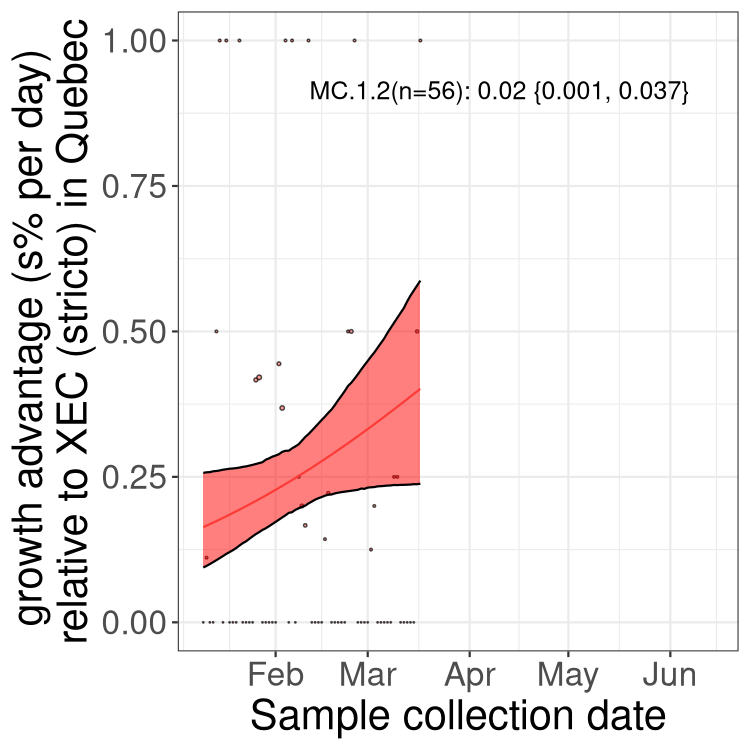 growth advantage (s% per day)
relative to XEC (stricto) in Quebec
1.00
0.75
0.50
0.25
0.00
MC.1.2(n=56): 0.02 {0.001, 0.037}
Feb Mar Apr May Jun
Sample collection date